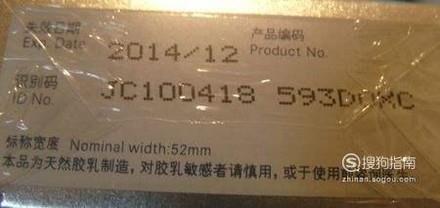 失效日期
产品编码
Exp. Date 2014/12 Product No.
识别码
ID No. JC100418 593DOMC
标称宽度 Nominal width:52mm
本品为天然胶乳制造，对胶乳敏感者请慎用，或于使用前
搜狗指南
zhinan.sogou.com